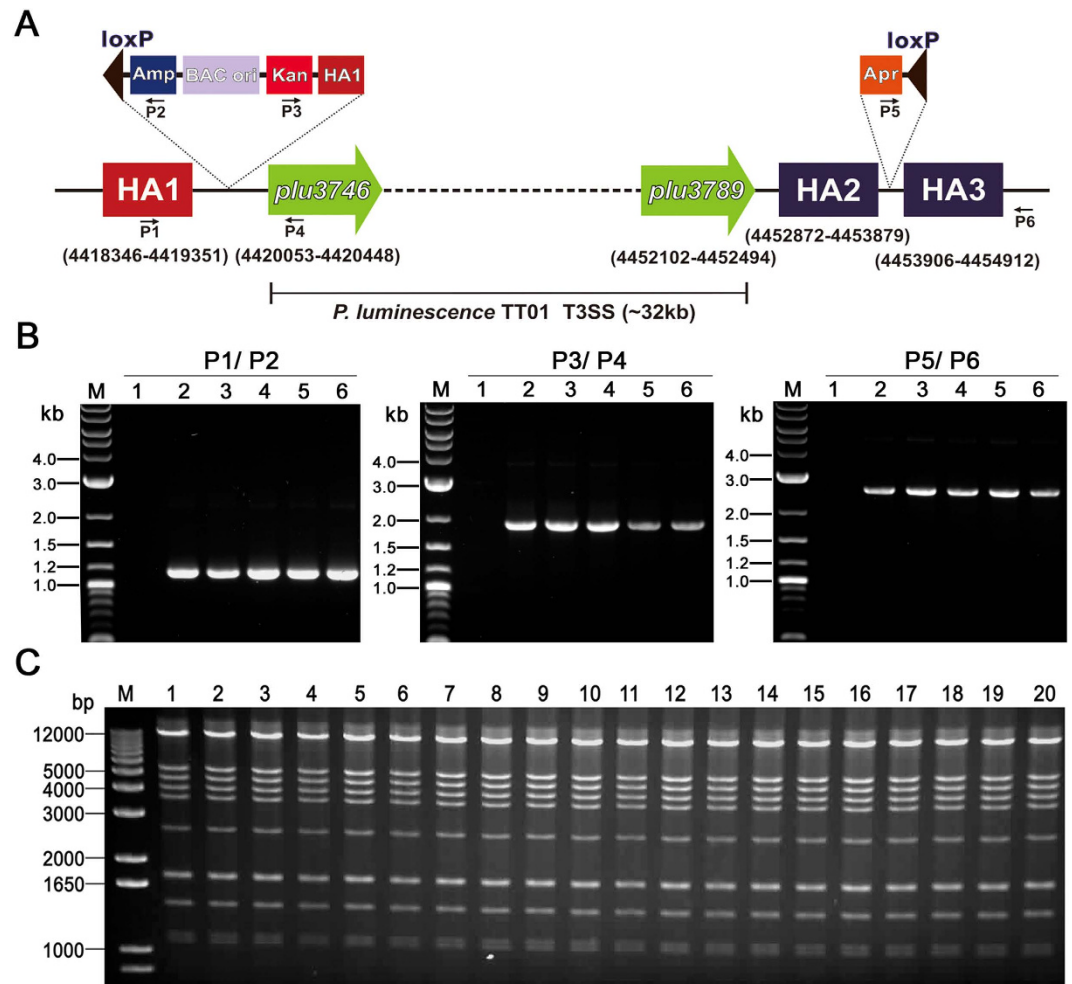 A
loxP
Amp BAC ori Kan HA1
P2 P3
loxP
Apr
P5
HA1 plu3746 plu3789 HA2 HA3
P1 P4 P6
(4418346-4419351) (4420053-4420448) (4452102-4452494) (4452872-4453879) (4453906-4454912)
P. luminescence TT01 T3SS (~32kb)
B
P1/ P2
M 1 2 3 4 5 6
kb
4.0
3.0
2.0
1.5
1.2
1.0
P3/ P4
M 1 2 3 4 5 6
kb
4.0
3.0
2.0
1.5
1.2
1.0
P5/ P6
M 1 2 3 4 5 6
kb
4.0
3.0
2.0
1.5
1.2
1.0
C
M 1 2 3 4 5 6 7 8 9 10 11 12 13 14 15 16 17 18 19 20
bp
12000
5000
4000
3000
2000
1650
1000